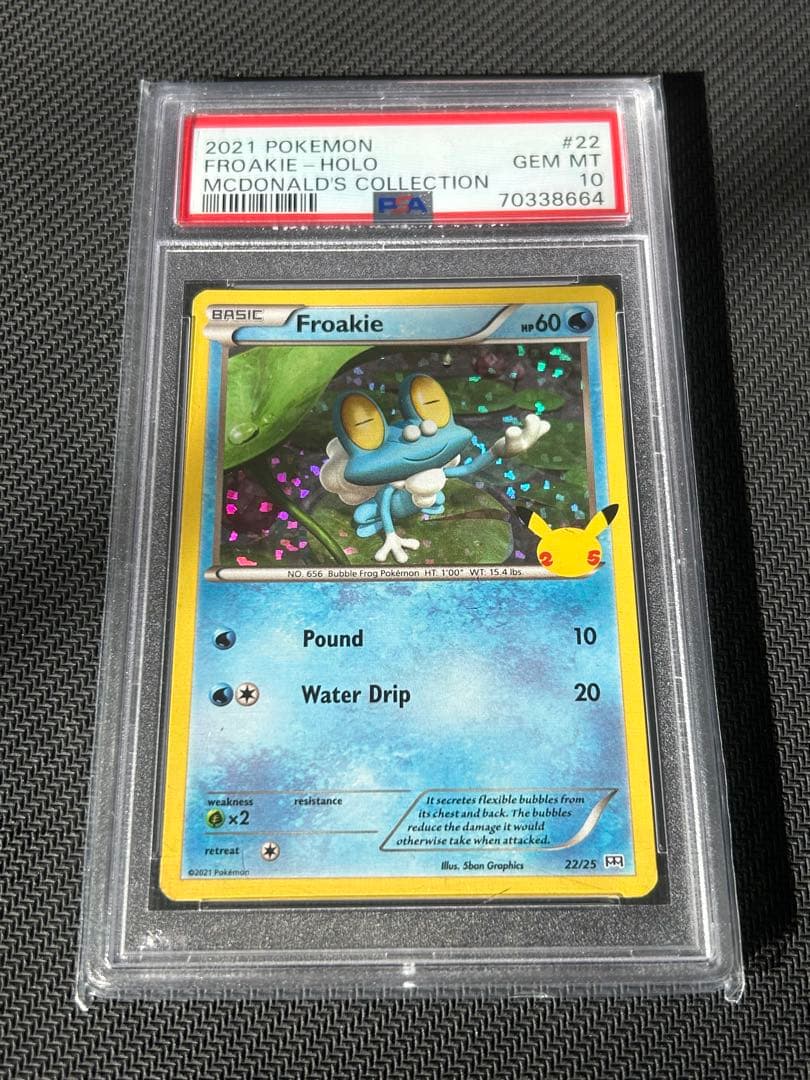 2021 POKEMON #22
FROAKIE - HOLO GEM MT
MCDONALD'S COLLECTION 10
PSA 70338664
BASIC Froakie HP60
25
NO. 656 Bubble Frog Pokémon HT: 1'00" WT: 15.4 lbs.
Pound 10
Water Drip 20
weakness resistance
×2
retreat
It secretes flexible bubbles from
its chest and back. The bubbles
reduce the damage it would
otherwise take when attacked.
©2021 Pokémon
Illus. 5ban Graphics 22/25